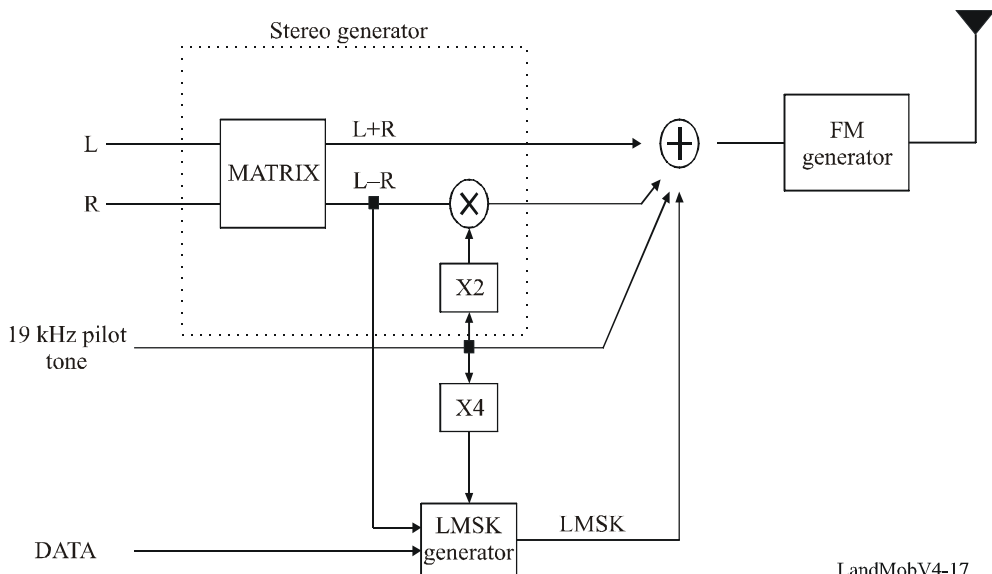 Stereo generator
L
L+R
MATRIX
L–R
R
X2
FM
generator
19 kHz pilot
tone
X4
LMSK
generator
LMSK
DATA
LandMobV4-17